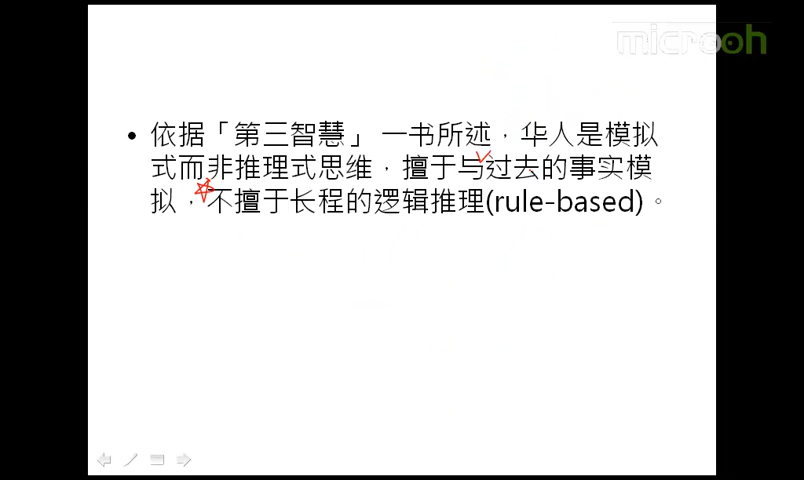 microoh
• 依据「第三智慧」 一书所述，华人是模拟
式而非推理式思维，擅于与过去的事实模
拟，不擅于长程的逻辑推理(rule-based)。